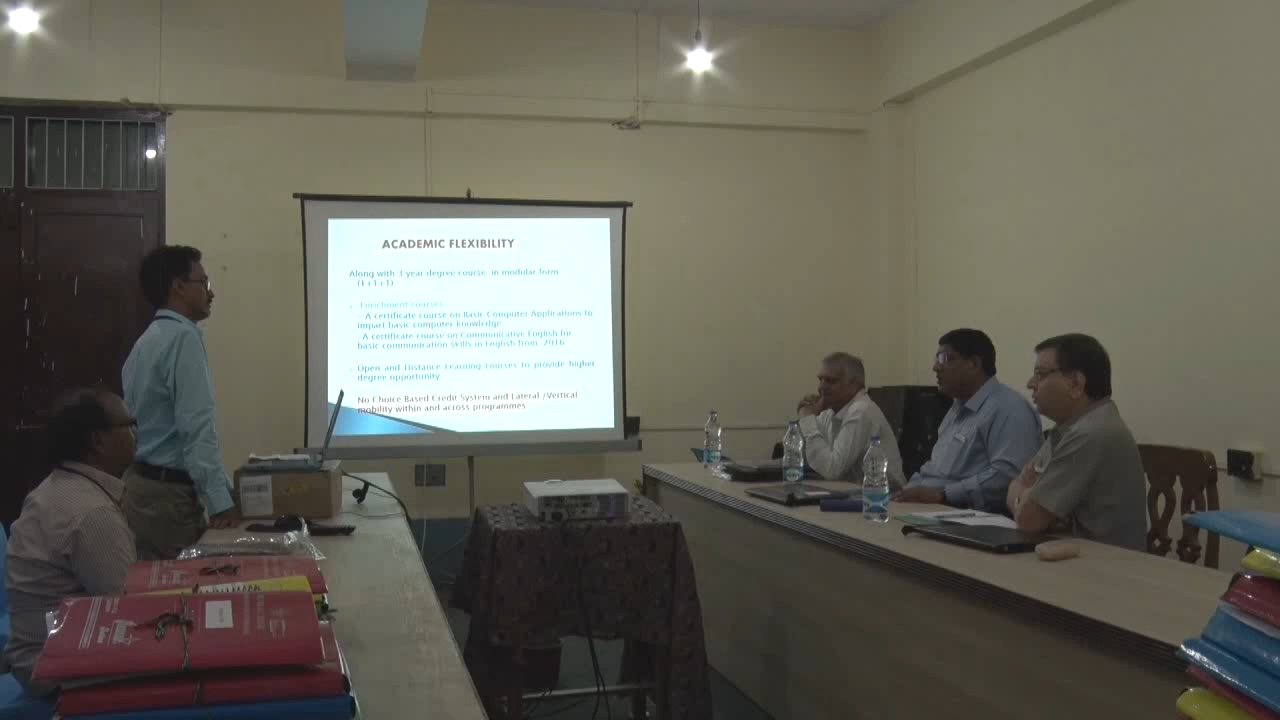 ACADEMIC FLEXIBILITY
Along with 3 year degree course in modular form
(1+1+1)
Enrichment courses
- A certificate course on Basic Computer Applications to
impart basic computer knowledge
- A certificate course on Communicative English for
basic communication skills in English from 2016
Open and Distance Learning courses to provide higher
degree opportunity
No Choice Based Credit System and Lateral /Vertical
mobility within and across programmes